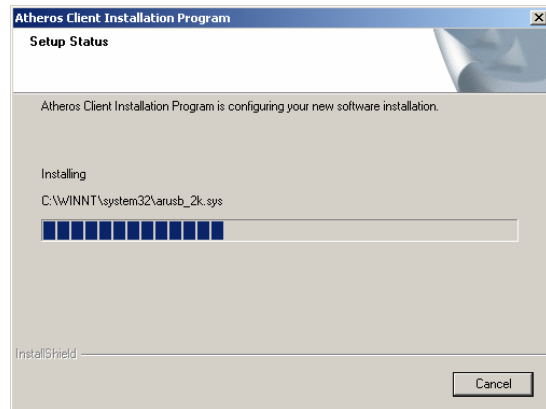 Atheros Client Installation Program
Setup Status
Atheros Client Installation Program is configuring your new software installation.
Installing
C:\WINNT\system32\arusb_2k.sys
InstallShield
Cancel